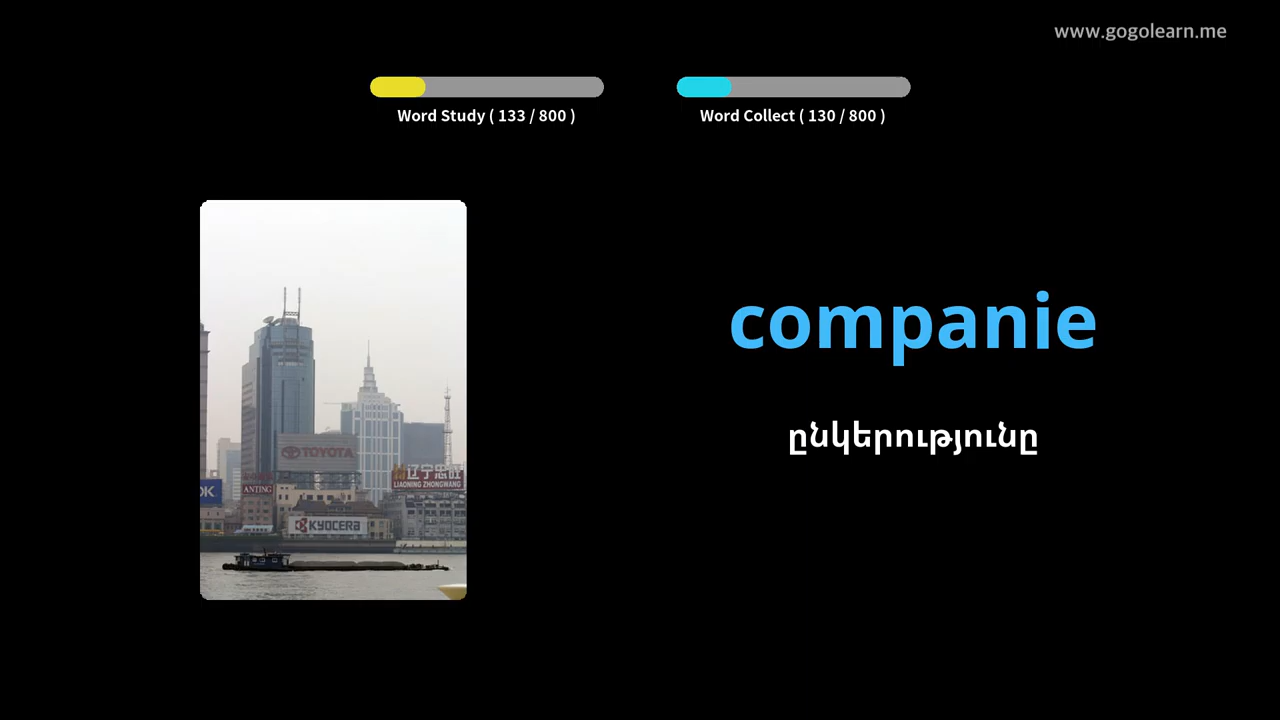 www.gogolearn.me
Word Study ( 133 / 800 )
Word Collect ( 130 / 800 )
companie
ընկերությունը
TOYOTA
辽宁忠旺
LIAONING ZHONGWANG
OK
ANTING
KYOCERA